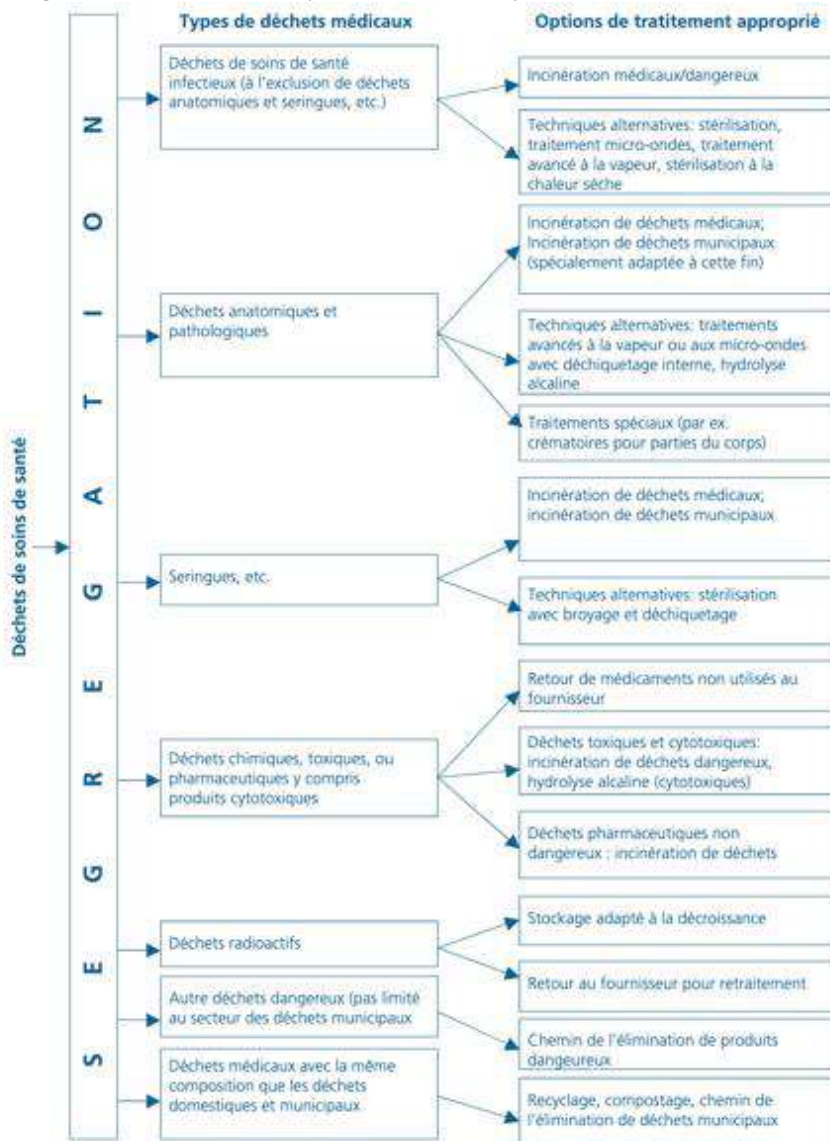 Types de déchets médicaux
Options de tratitement approprié
Déchets de soins de santé
SEGREGATION
Déchets de soins de santé
infectieux (à l'exclusion de déchets
anatomiques et seringues, etc.)
Incinération médicaux/dangereux
Techniques alternatives: stérilisation,
traitement micro-ondes, traitement
avancé à la vapeur, stérilisation à la
chaleur sèche
Déchets anatomiques et
pathologiques
Incinération de déchets médicaux;
Incinération de déchets municipaux
(spécialement adaptée à cette fin)
Techniques alternatives: traitements
avancés à la vapeur ou aux micro-ondes
avec déchiquetage interne, hydrolyse
alcaline
Traitements spéciaux (par ex.
crématoires pour parties du corps)
Seringues, etc.
Incinération de déchets médicaux;
incinération de déchets municipaux
Techniques alternatives: stérilisation
avec broyage et déchiquetage
Déchets chimiques, toxiques, ou
pharmaceutiques y compris
produits cytotoxiques
Retour de médicaments non utilisés au
fournisseur
Déchets toxiques et cytotoxiques:
incinération de déchets dangereux,
hydrolyse alcaline (cytotoxiques)
Déchets pharmaceutiques non
dangereux : incinération de déchets
Déchets radioactifs
Stockage adapté à la décroissance
Retour au fournisseur pour retraitement
Autre déchets dangereux (pas limité
au secteur des déchets municipaux
Chemin de l'élimination de produits
dangeureux
Déchets médicaux avec la même
composition que les déchets
domestiques et municipaux
Recyclage, compostage, chemin de
l'élimination de déchets municipaux